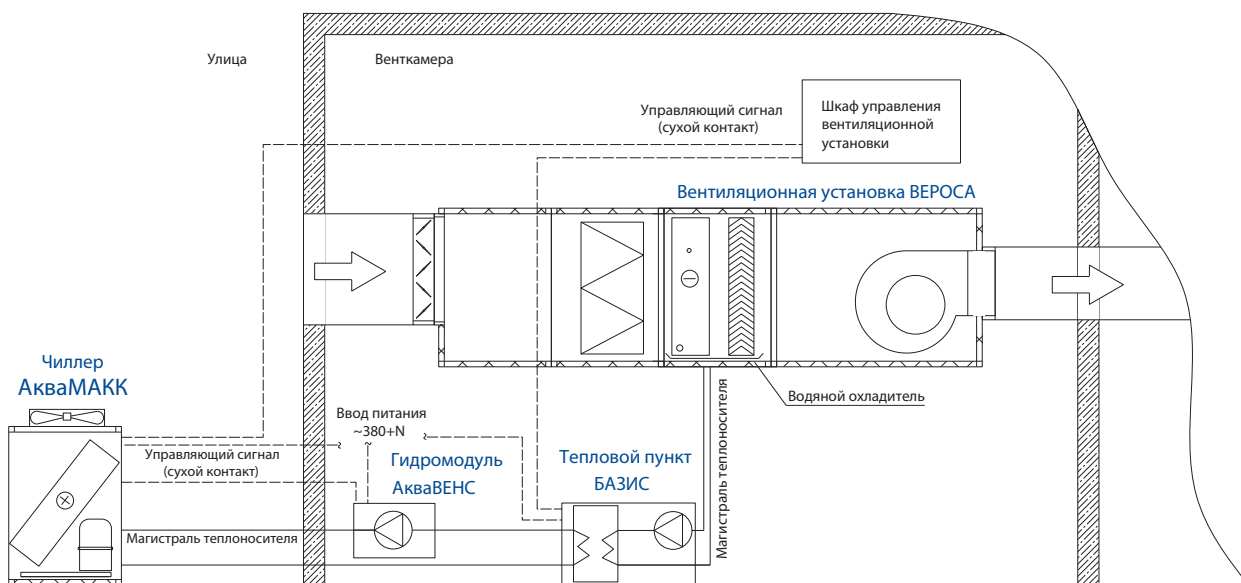 Улица
Венткамера
Управляющий сигнал
(сухой контакт)
Шкаф управления
вентиляционной
установки
Вентиляционная установка ВЕРОСА
Чиллер
АкваМАКК
Водяной охладитель
Магистраль теплоносителя
Ввод питания
~380+N
Управляющий сигнал
(сухой контакт)
Гидромодуль
АкваВЕНС
Тепловой пункт
БАЗИС
Магистраль теплоносителя